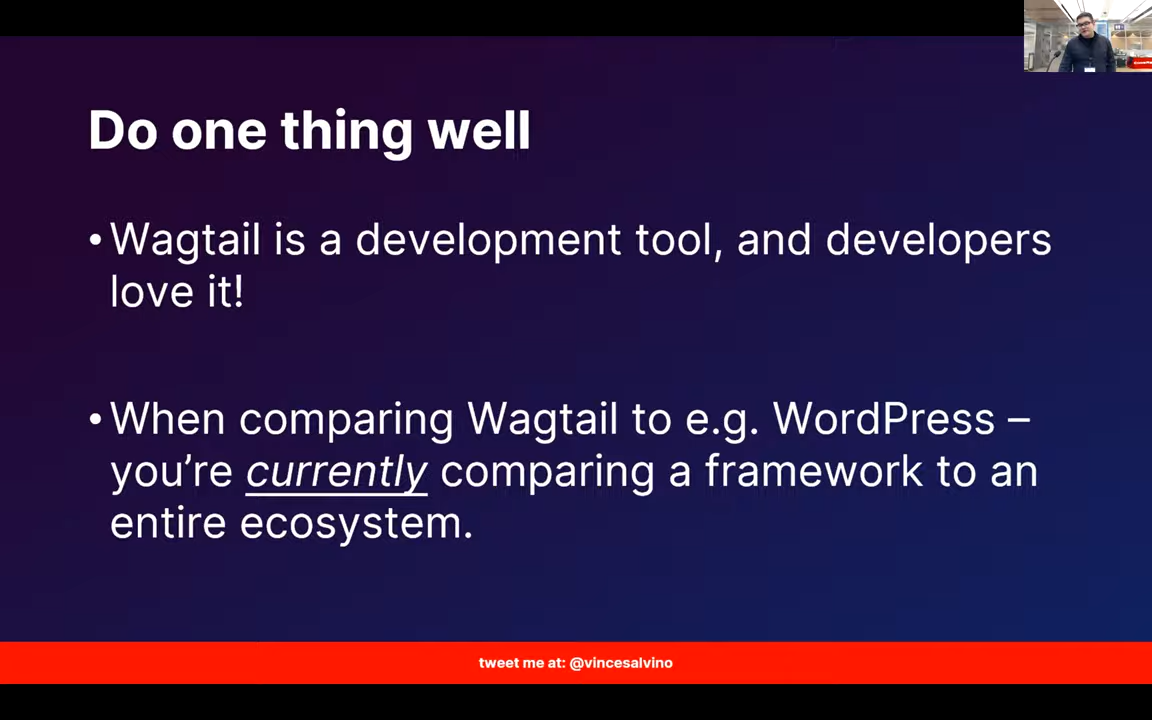 Do one thing well
• Wagtail is a development tool, and developers
love it!
• When comparing Wagtail to e.g. WordPress –
you’re currently comparing a framework to an
entire ecosystem.
tweet me at: @vincesalvino